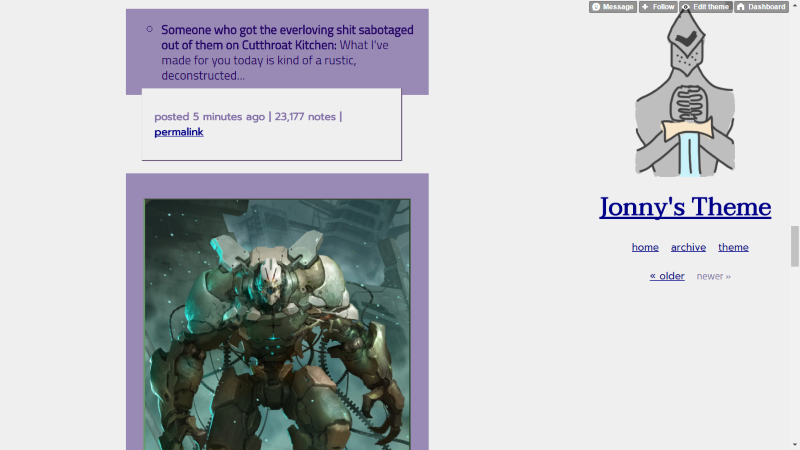 Message
Follow
Edit theme
Dashboard
Someone who got the everloving shit sabotaged
out of them on Cutthroat Kitchen: What I've
made for you today is kind of a rustic,
deconstructed...
posted 5 minutes ago | 23,177 notes |
permalink
Jonny's Theme
home archive theme
« older newer »